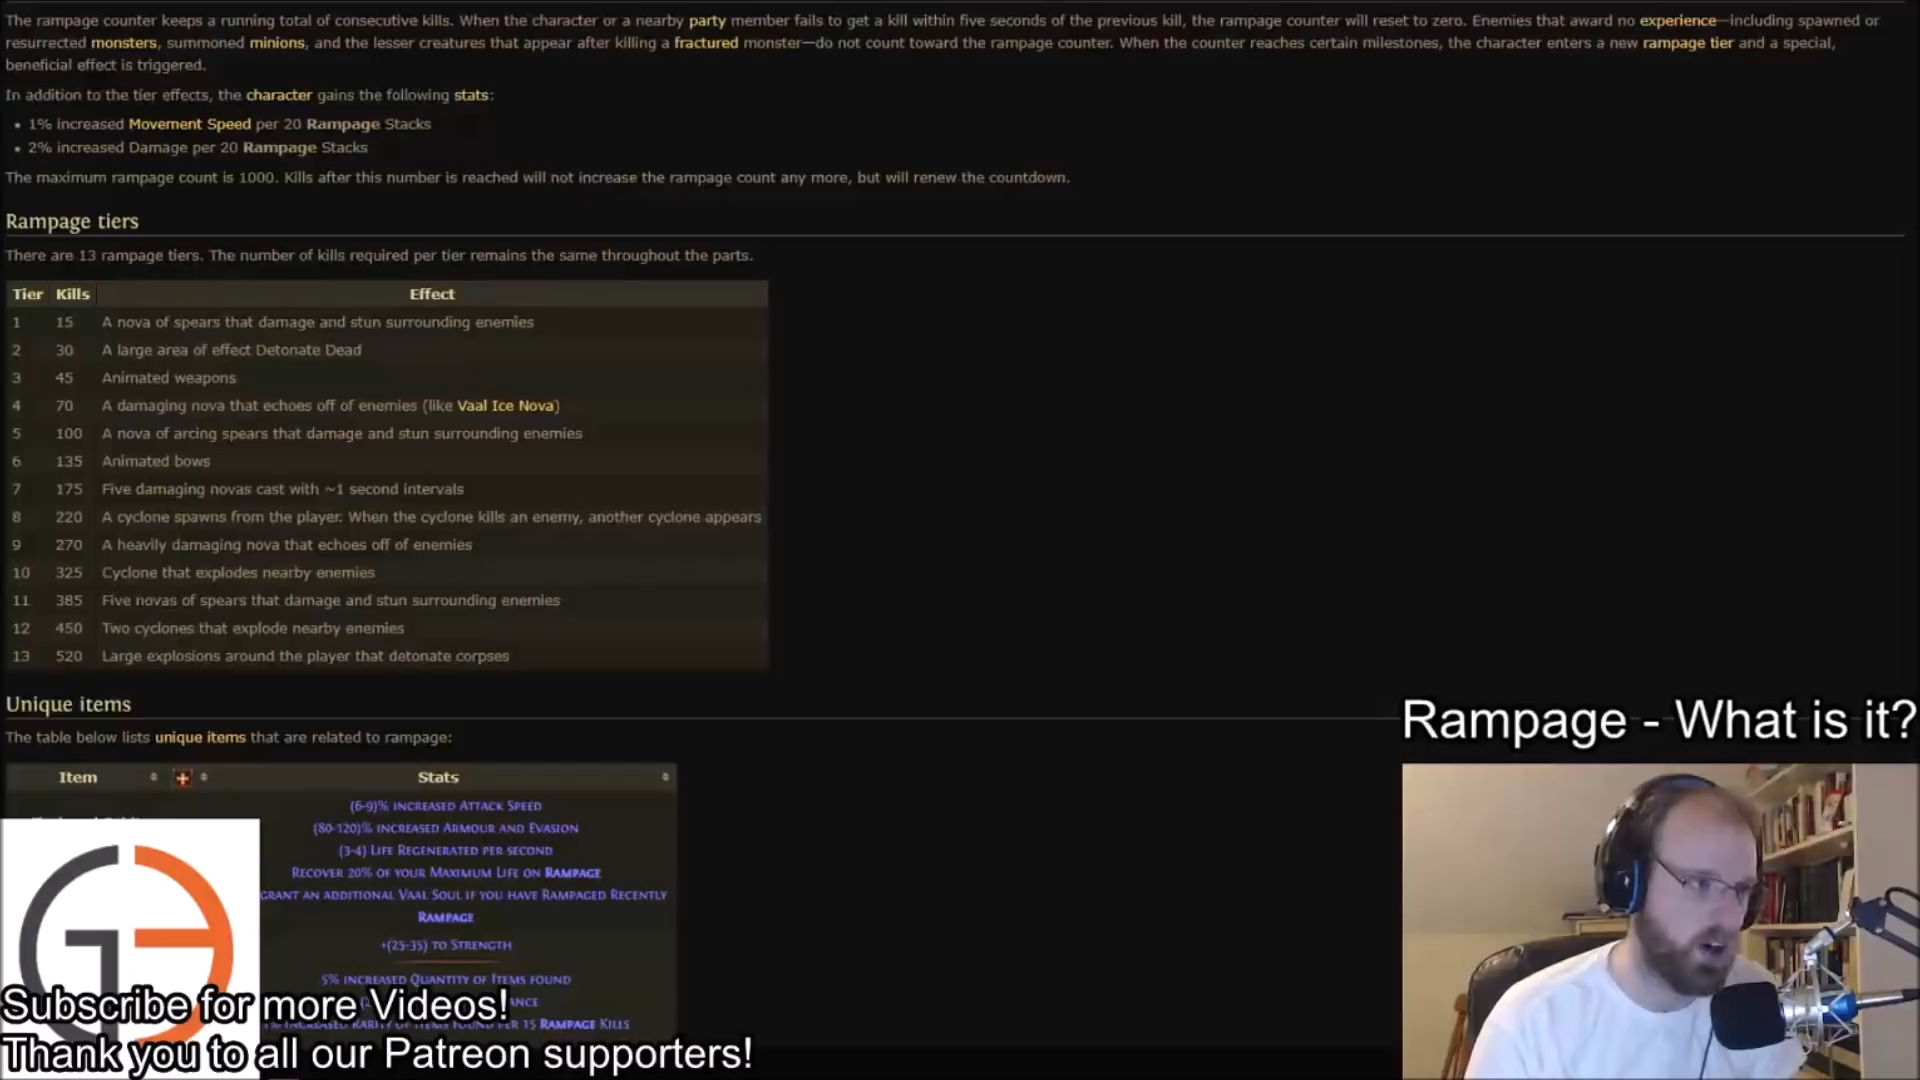 The rampage counter keeps a running total of consecutive kills. When the character or a nearby party member fails to get a kill within five seconds of the previous kill, the rampage counter will reset to zero. Enemies that award no experience—including spawned or
resurrected monsters, summoned minions, and the lesser creatures that appear after killing a fractured monster—do not count toward the rampage counter. When the counter reaches certain milestones, the character enters a new rampage tier and a special,
beneficial effect is triggered.
In addition to the tier effects, the character gains the following stats:
• 1% increased Movement Speed per 20 Rampage Stacks
• 2% increased Damage per 20 Rampage Stacks
The maximum rampage count is 1000. Kills after this number is reached will not increase the rampage count any more, but will renew the countdown.
Rampage tiers
There are 13 rampage tiers. The number of kills required per tier remains the same throughout the parts.
Tier Kills Effect
1 15 A nova of spears that damage and stun surrounding enemies
2 30 A large area of effect Detonate Dead
3 45 Animated weapons
4 70 A damaging nova that echoes off of enemies (like Vaal Ice Nova)
5 100 A nova of arcing spears that damage and stun surrounding enemies
6 135 Animated bows
7 175 Five damaging novas cast with ~1 second intervals
8 220 A cyclone spawns from the player. When the cyclone kills an enemy, another cyclone appears
9 270 A heavily damaging nova that echoes off of enemies
10 325 Cyclone that explodes nearby enemies
11 385 Five novas of spears that damage and stun surrounding enemies
12 450 Two cyclones that explode nearby enemies
13 520 Large explosions around the player that detonate corpses
Unique items
The table below lists unique items that are related to rampage:
Item Stats
(6-9)% increased Attack Speed
(80-120)% increased Armour and Evasion
(3-4) Life Regenerated per second
Recover 20% of your Maximum Life on Rampage
grant an additional Vaal Soul if you have Rampaged Recently
Rampage
+(25-35) to Strength
5% increased Quantity of Items found
increased Rarity of Items found per 15 Rampage Kills
Rampage - What is it?
Subscribe for more Videos!
Thank you to all our Patreon supporters!